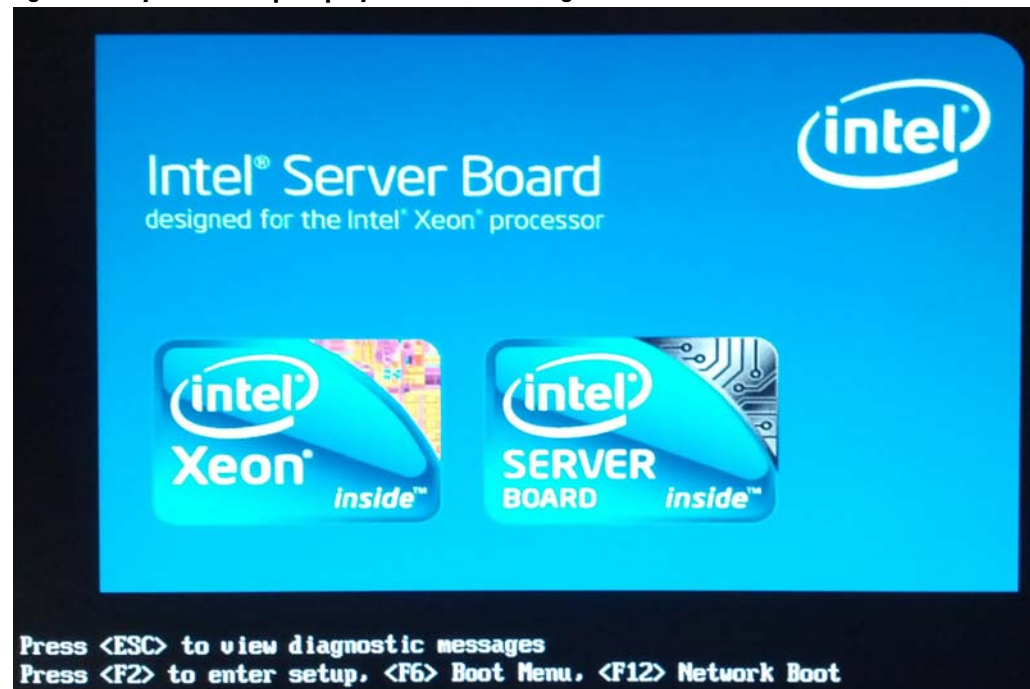 intel®
Intel® Server Board
designed for the Intel® Xeon® processor
intel®
Xeon®
inside™
intel®
SERVER
BOARD
inside™
Press <ESC> to view diagnostic messages
Press <F2> to enter setup, <F6> Boot Menu, <F12> Network Boot